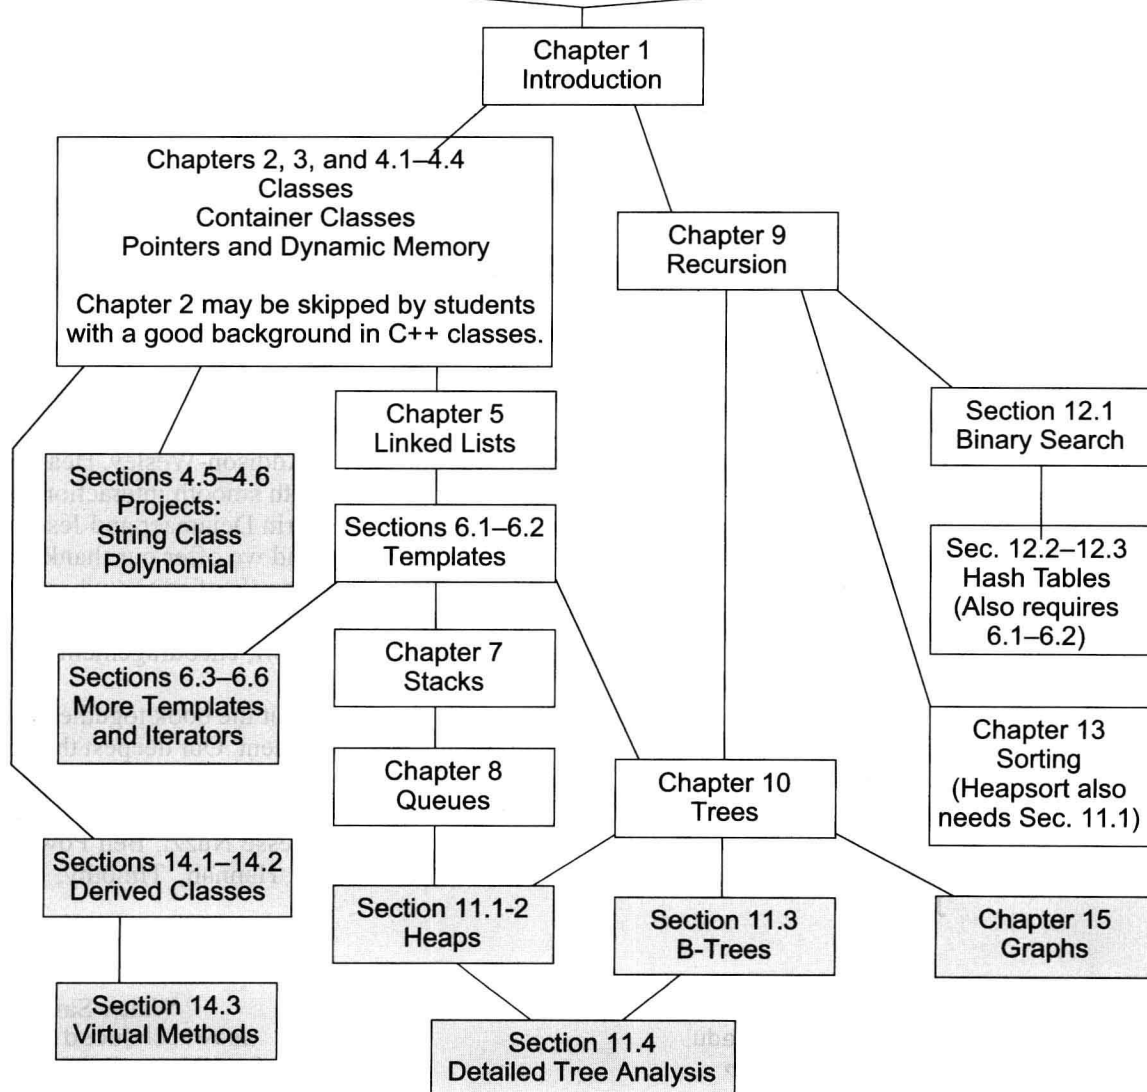 Chapter 1
Introduction
Chapters 2, 3, and 4.1–4.4
Classes
Container Classes
Pointers and Dynamic Memory
Chapter 2 may be skipped by students
with a good background in C++ classes.
Chapter 9
Recursion
Chapter 5
Linked Lists
Section 12.1
Binary Search
Sections 4.5–4.6
Projects:
String Class
Polynomial
Sections 6.1–6.2
Templates
Sec. 12.2–12.3
Hash Tables
(Also requires
6.1–6.2)
Sections 6.3–6.6
More Templates
and Iterators
Chapter 7
Stacks
Chapter 8
Queues
Chapter 10
Trees
Chapter 13
Sorting
(Heapsort also
needs Sec. 11.1)
Sections 14.1–14.2
Derived Classes
Section 11.1-2
Heaps
Section 11.3
B-Trees
Chapter 15
Graphs
Section 14.3
Virtual Methods
Section 11.4
Detailed Tree Analysis